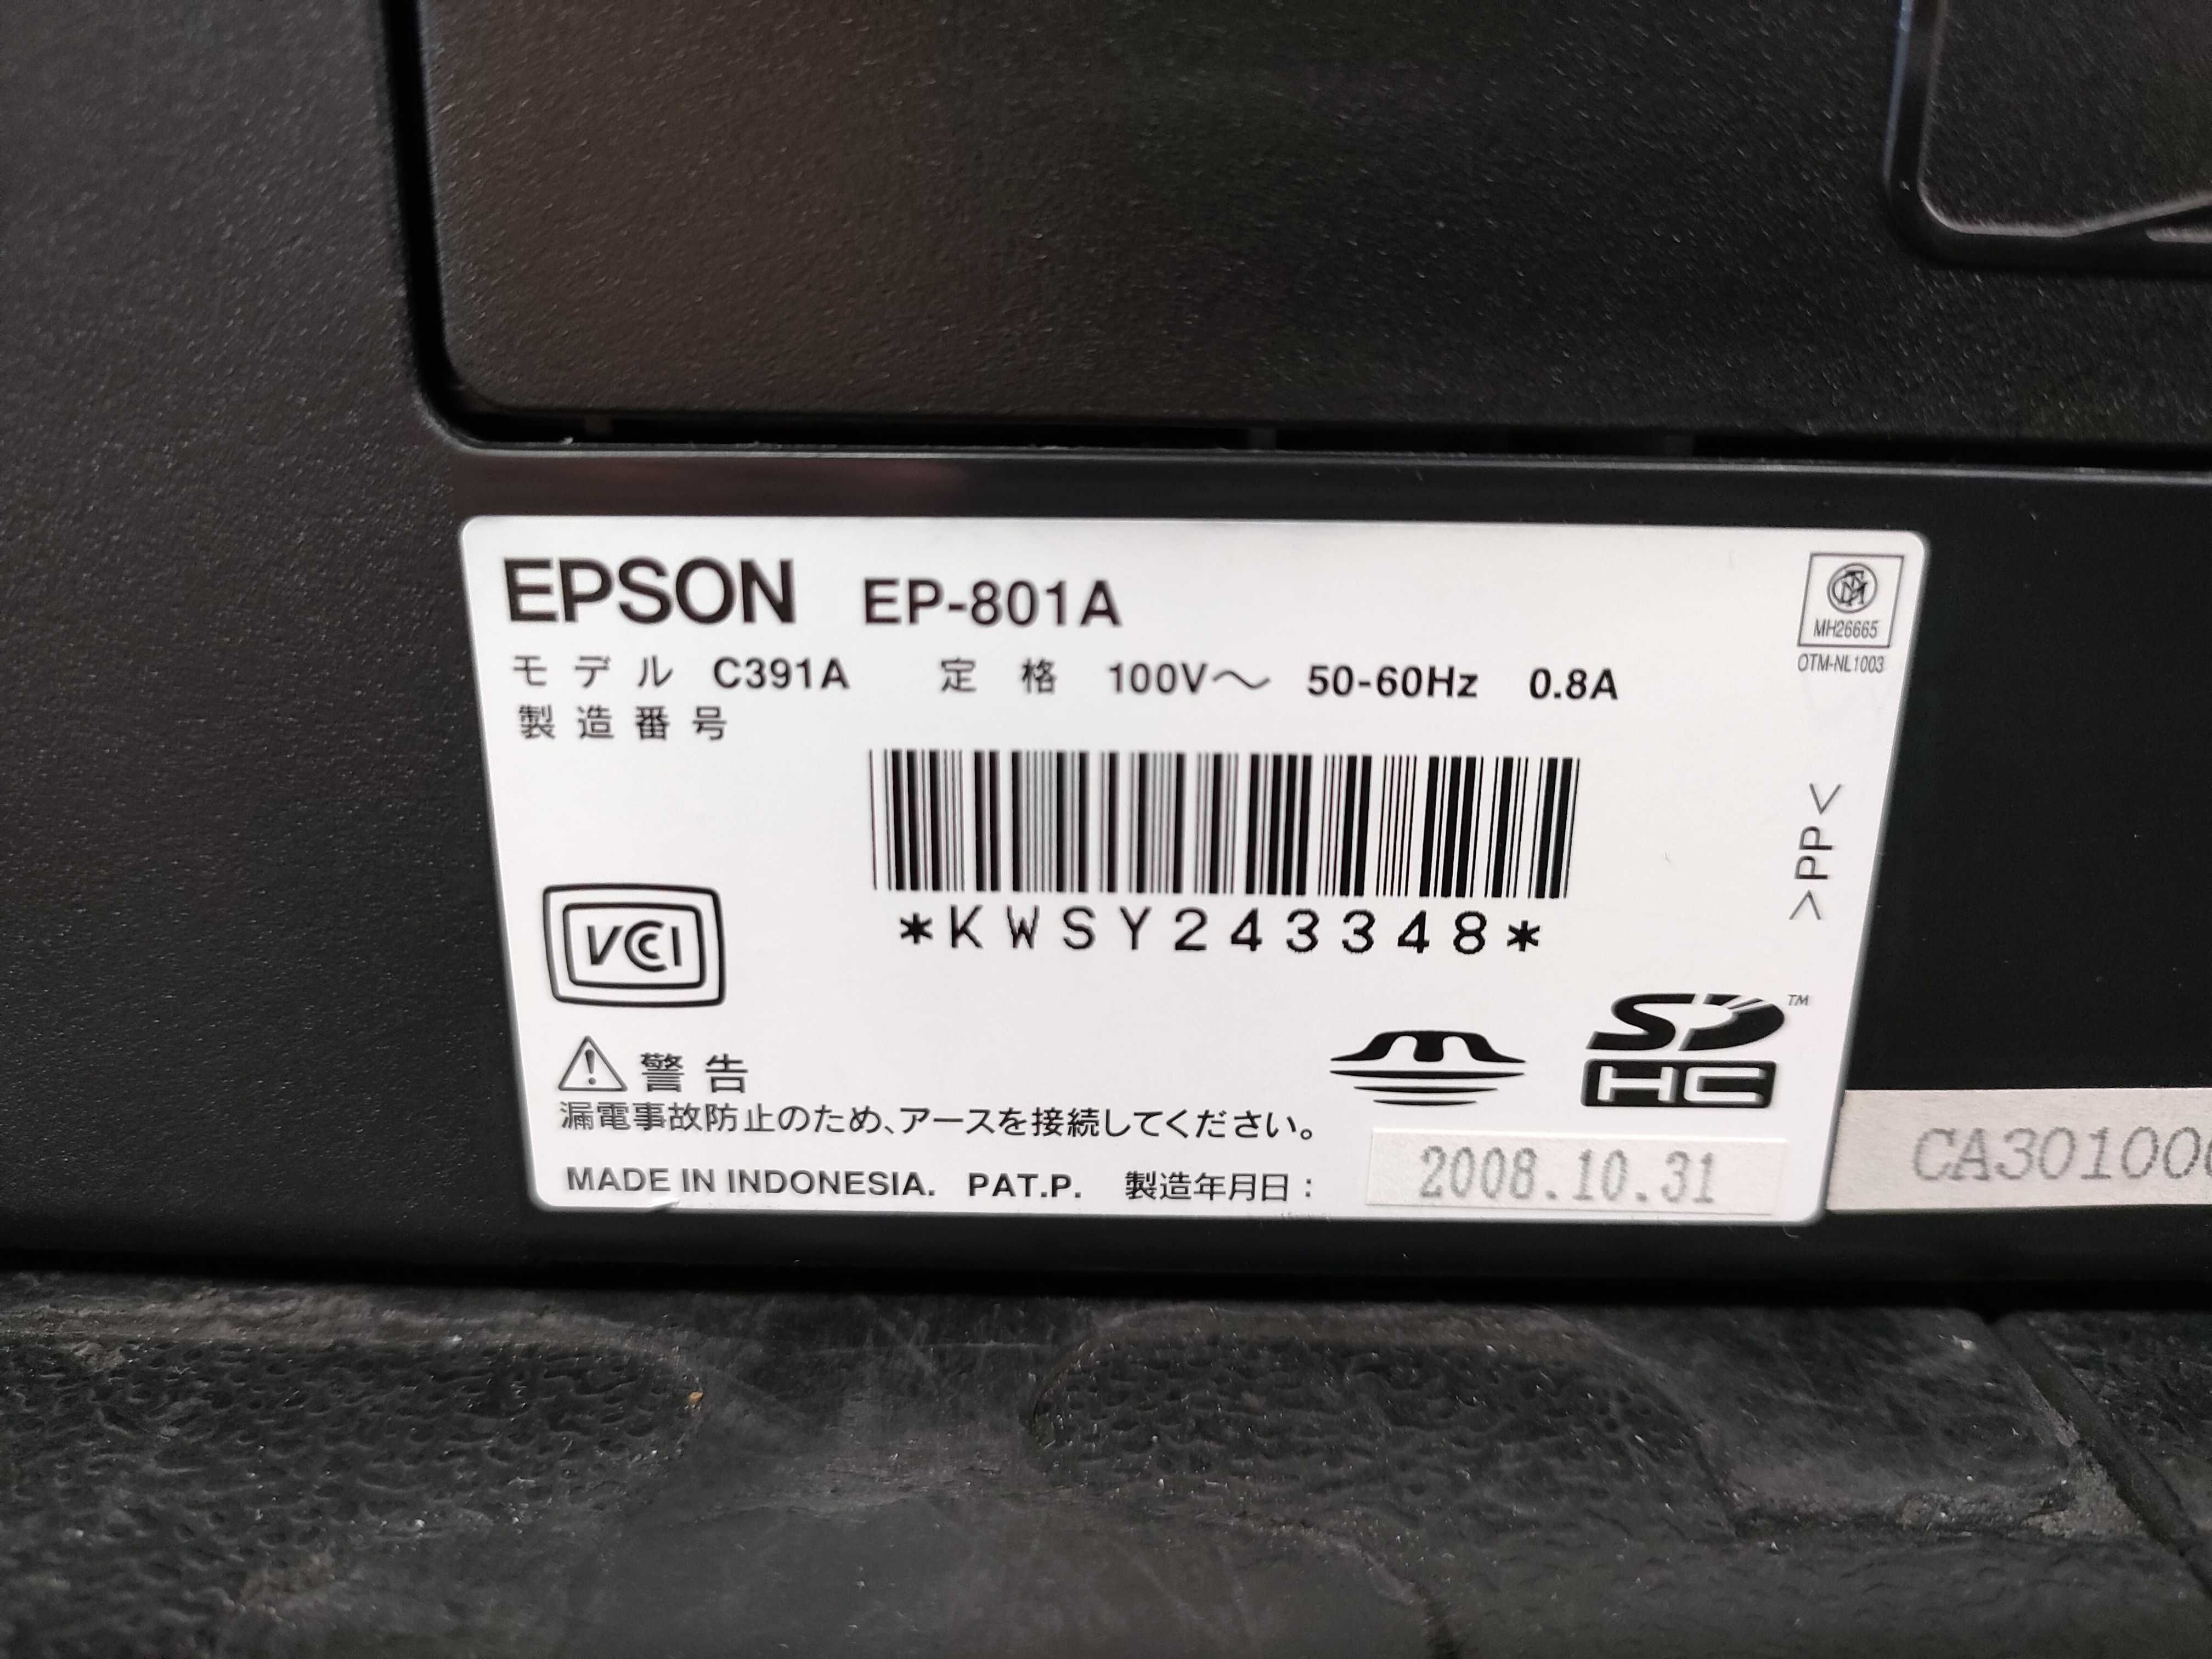 EPSON EP-801A
モデル C391A 定格 100V～ 50-60Hz 0.8A
製造番号
MH26665
OTM-NL1003
*KWSY243348*
>PP<
VCCI
SD™
HC
⚠警告
漏電事故防止のため、アースを接続してください。
MADE IN INDONESIA. PAT.P. 製造年月日: 2008.10.31
CA30100